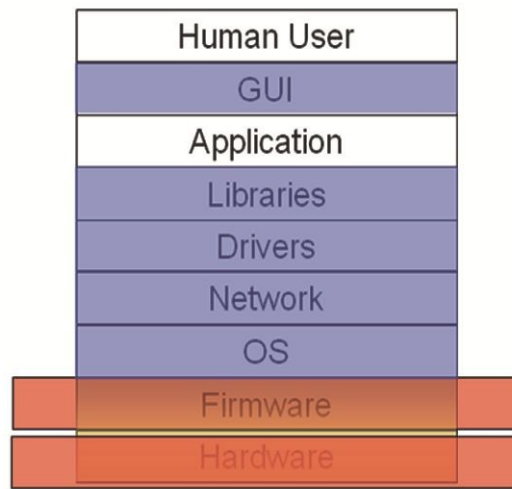 Human User
GUI
Application
Libraries
Drivers
Network
OS
Firmware
Hardware